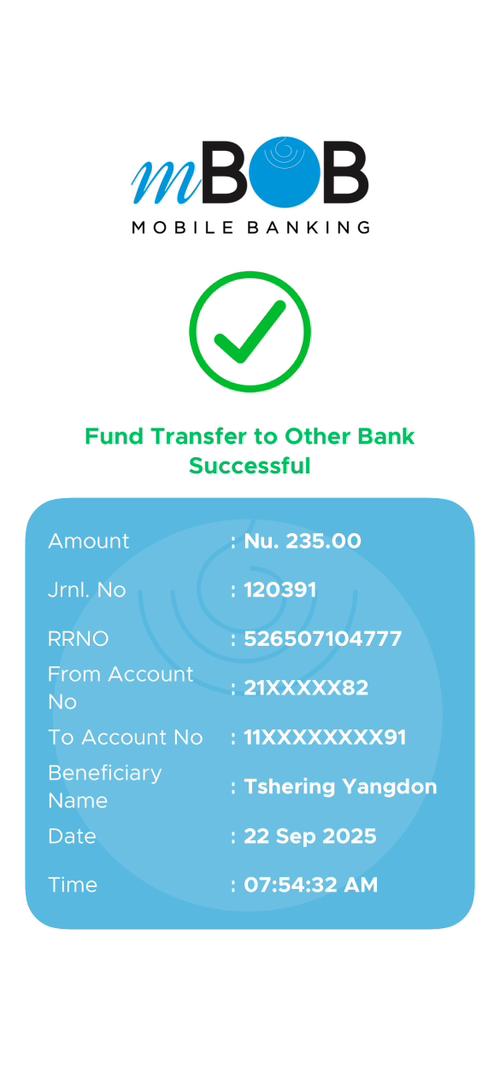 mBOB
MOBILE BANKING
Fund Transfer to Other Bank
Successful
Amount : Nu. 235.00
Jrnl. No : 120391
RRNO : 526507104777
From Account
No : 21XXXXX82
To Account No : 11XXXXXXXX91
Beneficiary
Name : Tshering Yangdon
Date : 22 Sep 2025
Time : 07:54:32 AM